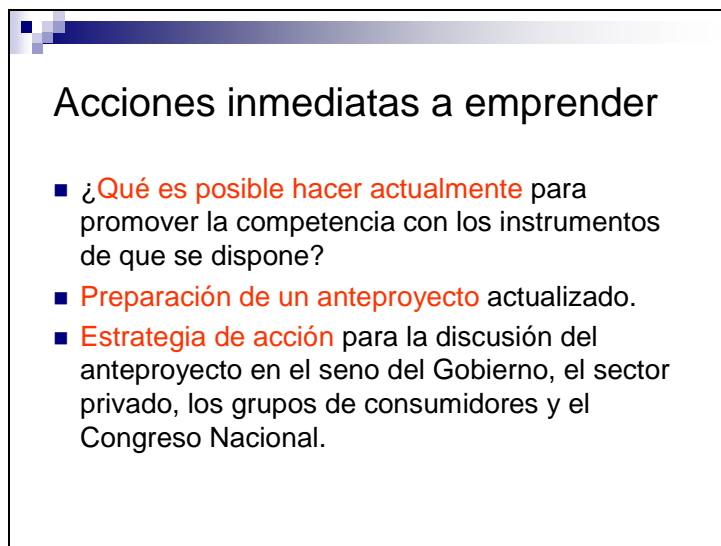 Acciones inmediatas a emprender
¿Qué es posible hacer actualmente para
promover la competencia con los instrumentos
de que se dispone?
Preparación de un anteproyecto actualizado.
Estrategia de acción para la discusión del
anteproyecto en el seno del Gobierno, el sector
privado, los grupos de consumidores y el
Congreso Nacional.